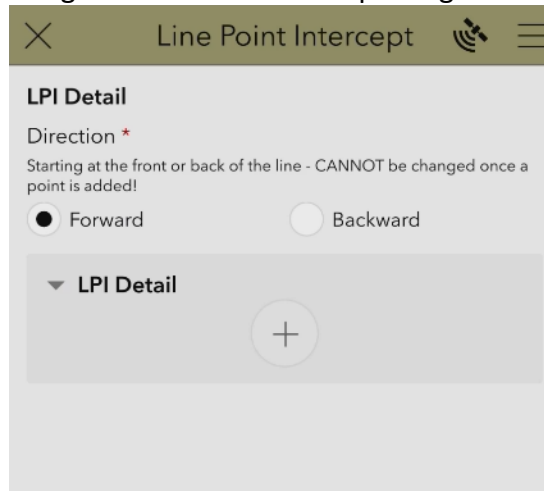 Line Point Intercept
LPI Detail
Direction *
Starting at the front or back of the line - CANNOT be changed once a
point is added!
Forward Backward
LPI Detail